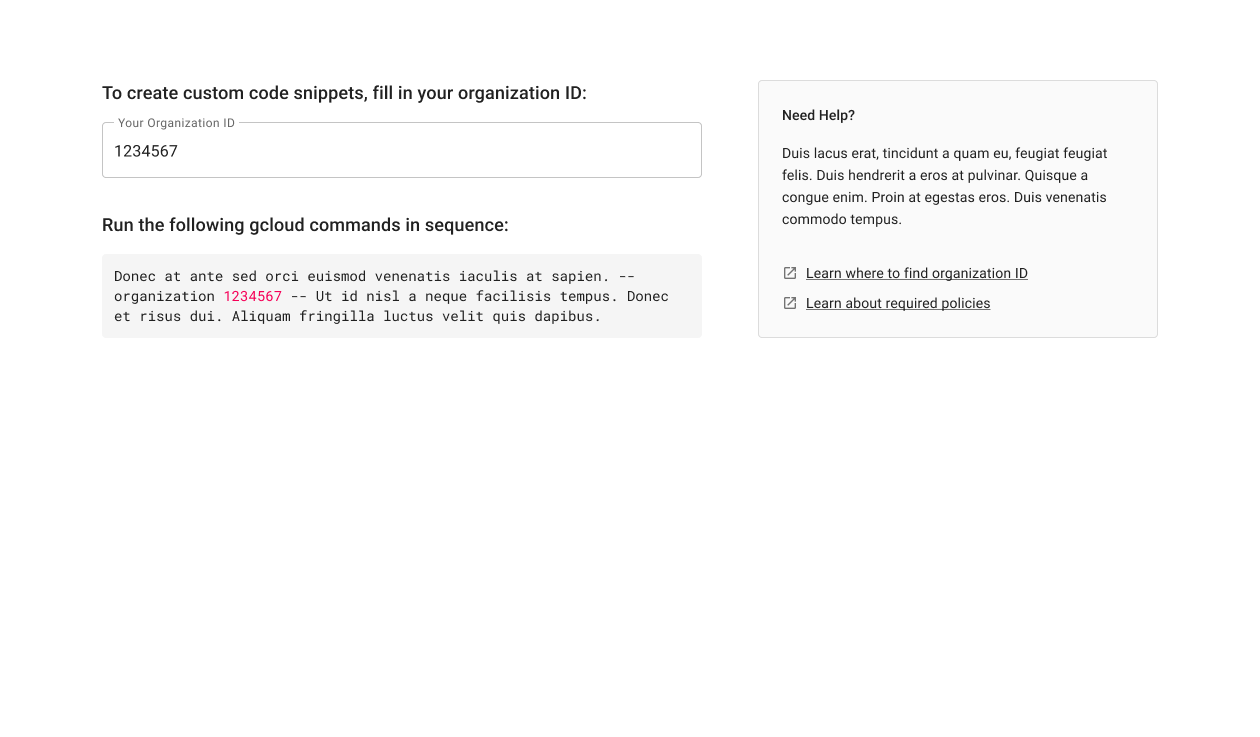 To create custom code snippets, fill in your organization ID:
Your Organization ID
1234567
Run the following gcloud commands in sequence:
Donec at ante sed orci euismod venenatis iaculis at sapien. --
organization 1234567 -- Ut id nisl a neque facilisis tempus. Donec
et risus dui. Aliquam fringilla luctus velit quis dapibus.
Need Help?
Duis lacus erat, tincidunt a quam eu, feugiat feugiat
felis. Duis hendrerit a eros at pulvinar. Quisque a
congue enim. Proin at egestas eros. Duis venenatis
commodo tempus.
Learn where to find organization ID
Learn about required policies